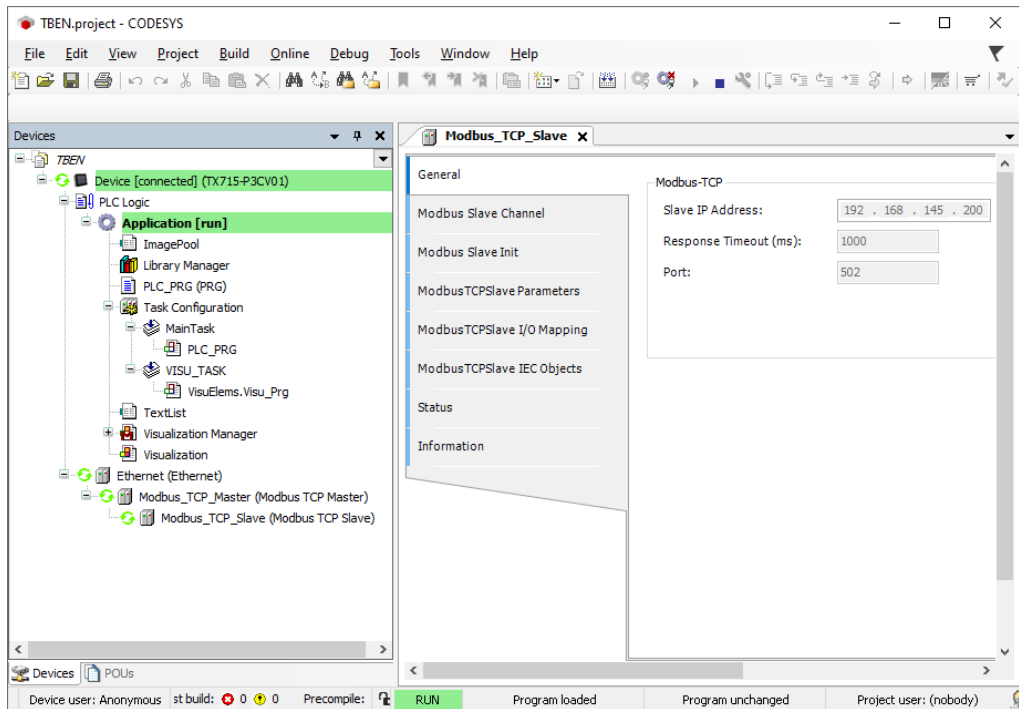 TBEN.project - CODESYS
File Edit View Project Build Online Debug Tools Window Help
Devices
TBEN
Device [connected] (TX715-P3CV01)
PLC Logic
Application [run]
ImagePool
Library Manager
PLC_PRG (PRG)
Task Configuration
MainTask
PLC_PRG
VISU_TASK
VisuElems.Visu_Prg
TextList
Visualization Manager
Visualization
Ethernet (Ethernet)
Modbus_TCP_Master (Modbus TCP Master)
Modbus_TCP_Slave (Modbus TCP Slave)
Devices POUs
Modbus_TCP_Slave
General
Modbus Slave Channel
Modbus Slave Init
ModbusTCPSlave Parameters
ModbusTCPSlave I/O Mapping
ModbusTCPSlave IEC Objects
Status
Information
Modbus-TCP
Slave IP Address: 192 . 168 . 145 . 200
Response Timeout (ms): 1000
Port: 502
Device user: Anonymous st build: 0 0 Precompile: RUN Program loaded Program unchanged Project user: (nobody)